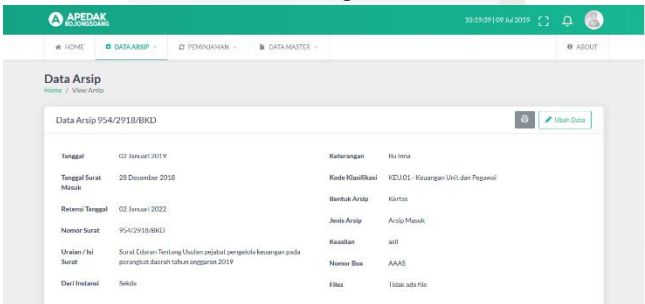 APEDAK
BOJONGSOANG
10:19:39 | 09 Jul 2019
HOME
DATA ARSIP
PEMINJAMAN
DATA MASTER
ABOUT
Data Arsip
Home / View Arsip
Data Arsip 954/2918/BKD
Ubah Data
Tanggal 02 Januari 2019
Tanggal Surat Masuk 28 Desember 2018
Retensi Tanggal 02 Januari 2022
Nomor Surat 954/2918/BKD
Uraian / Isi Surat Surat Edaran Tentang Usulan pejabat pengelola keuangan pada
perangkat daerah tahun anggaran 2019
Dari Instansi Sekda
Keterangan Bu Inna
Kode Klasifikasi KEU.01 - Keuangan Unit dan Pegawai
Bentuk Arsip Kertas
Jenis Arsip Arsip Masuk
Keaslian asli
Nomor Box AAAS
Files Tidak ada file